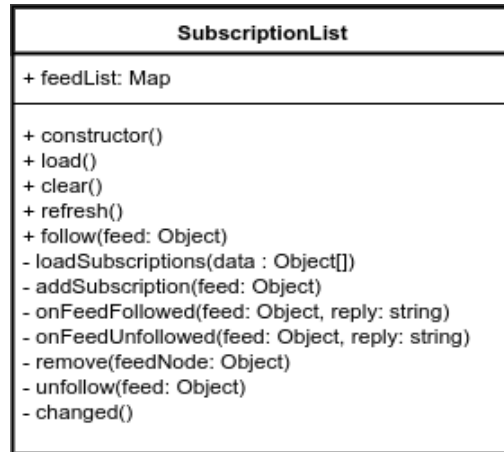 SubscriptionList
+ feedList: Map
+ constructor()
+ load()
+ clear()
+ refresh()
+ follow(feed: Object)
- loadSubscriptions(data : Object[])
- addSubscription(feed: Object)
- onFeedFollowed(feed: Object, reply: string)
- onFeedUnfollowed(feed: Object, reply: string)
- remove(feedNode: Object)
- unfollow(feed: Object)
- changed()